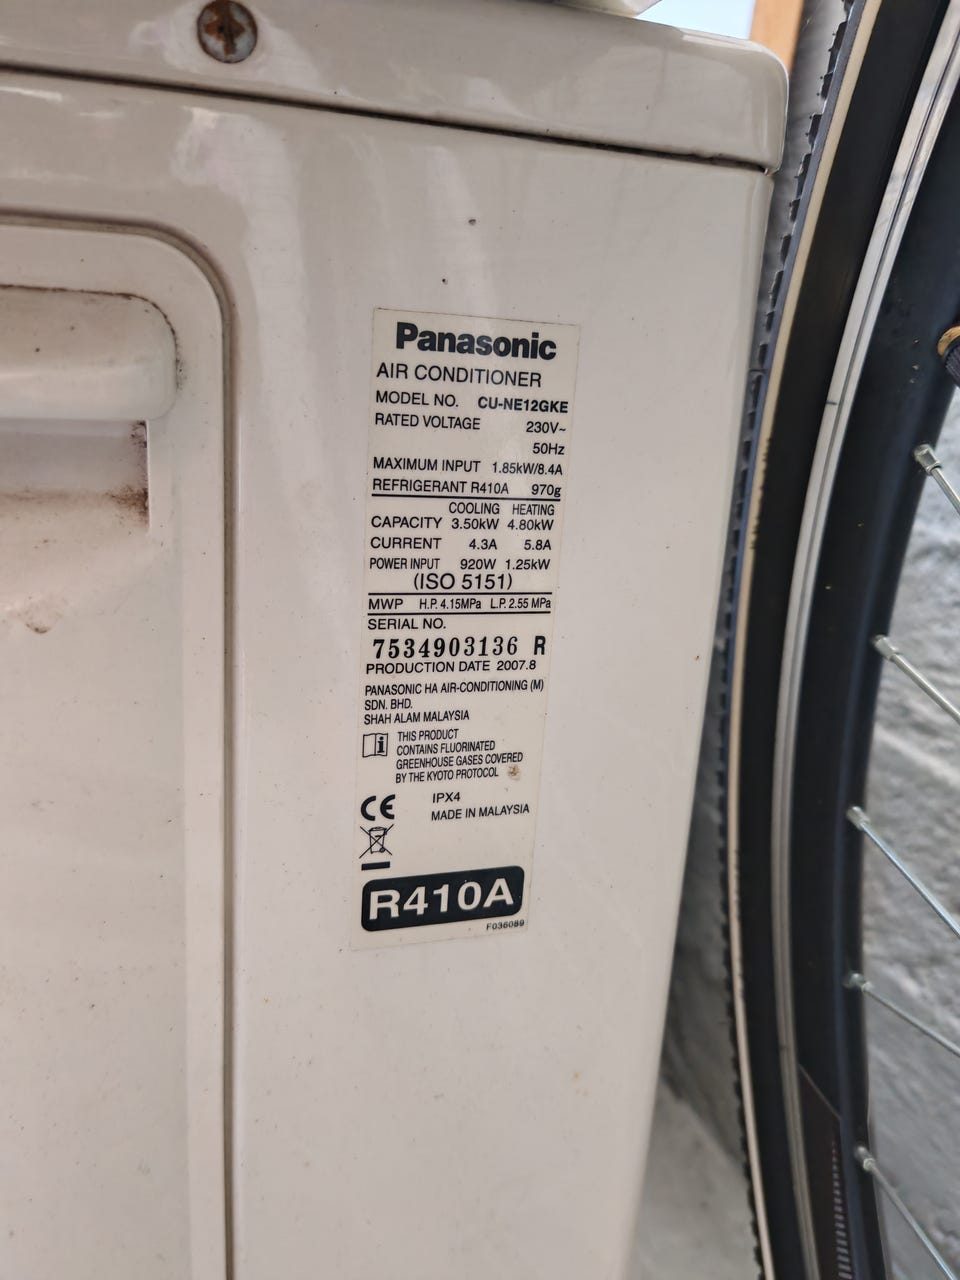 Panasonic
AIR CONDITIONER
MODEL NO. CU-NE12GKE
RATED VOLTAGE 230V~
50Hz
MAXIMUM INPUT 1.85kW/8.4A
REFRIGERANT R410A 970g
COOLING HEATING
CAPACITY 3.50kW 4.80kW
CURRENT 4.3A 5.8A
POWER INPUT 920W 1.25kW
(ISO 5151)
MWP H.P. 4.15MPa L.P. 2.55 MPa
SERIAL NO.
7534903136 R
PRODUCTION DATE 2007.8
PANASONIC HA AIR-CONDITIONING (M)
SDN. BHD.
SHAH ALAM MALAYSIA
i THIS PRODUCT
CONTAINS FLUORINATED
GREENHOUSE GASES COVERED
BY THE KYOTO PROTOCOL
CE IPX4
MADE IN MALAYSIA
R410A
F036089